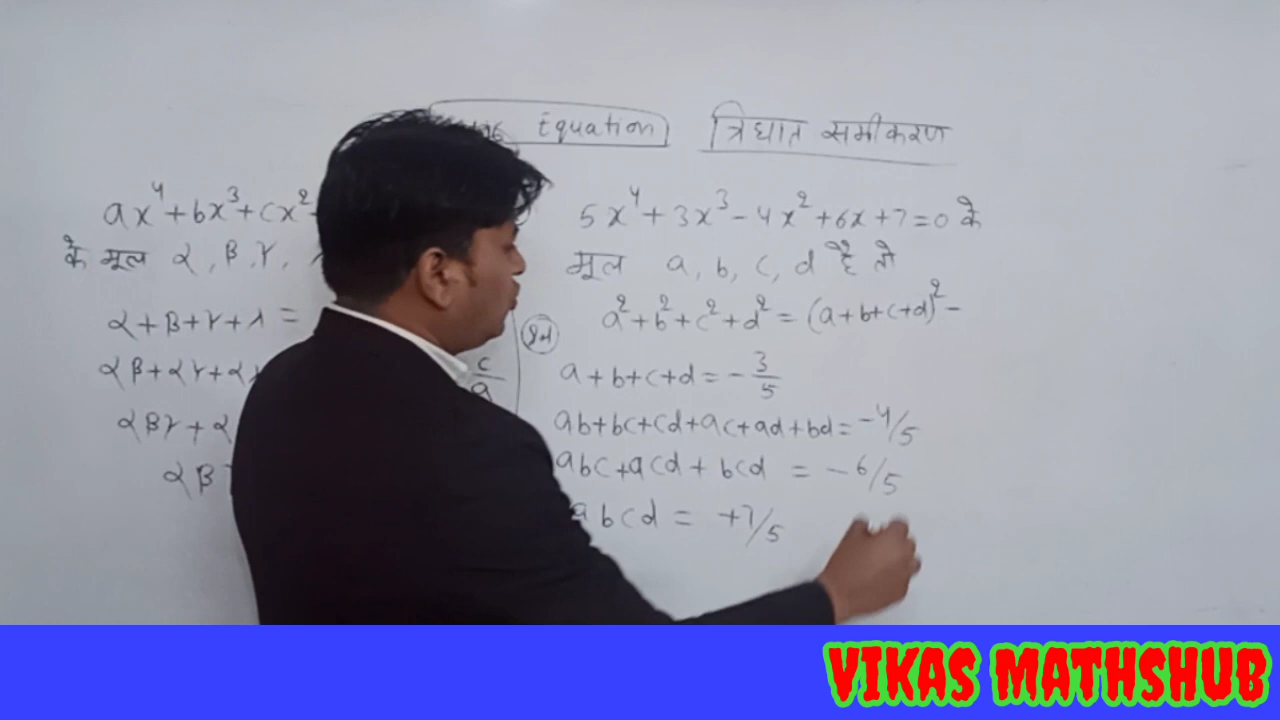 Equation त्रिघात समीकरण
ax⁴+bx³+cx²
के मूल α, β, γ,
α+β+γ+λ =
αβ+αγ+αλ
c/a
αβγ+α
αβ
5x⁴+3x³-4x²+6x+7=0 के
मूल a, b, c, d है तो
a²+b²+c²+d² = (a+b+c+d)² -
a+b+c+d = -3/5
ab+bc+cd+ac+ad+bd = -4/5
abc+acd+bcd = -6/5
abcd = +7/5
VIKAS MATHSHUB